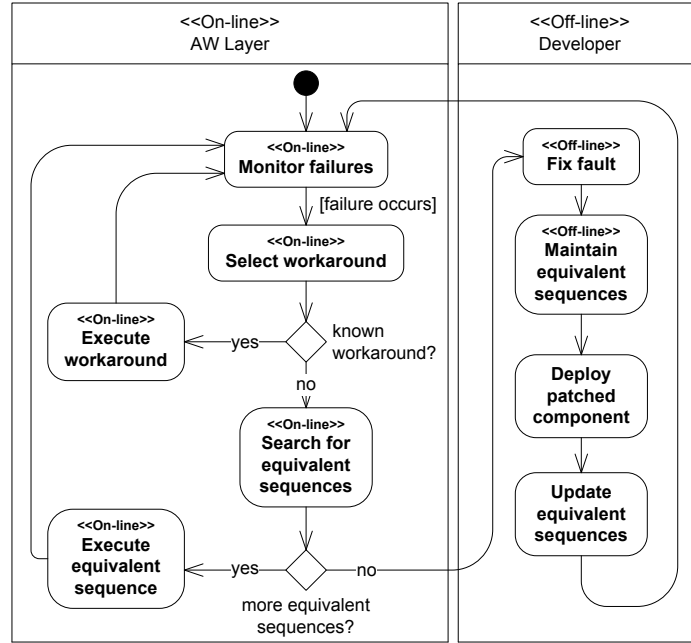 <<On-line>>
AW Layer
<<Off-line>>
Developer
<<On-line>>
Monitor failures
[failure occurs]
<<On-line>>
Select workaround
known
workaround?
yes
<<On-line>>
Execute
workaround
no
<<On-line>>
Search for
equivalent
sequences
more equivalent
sequences?
yes
<<On-line>>
Execute
equivalent
sequence
no
<<Off-line>>
Fix fault
<<Off-line>>
Maintain
equivalent
sequences
Deploy
patched
component
Update
equivalent
sequences